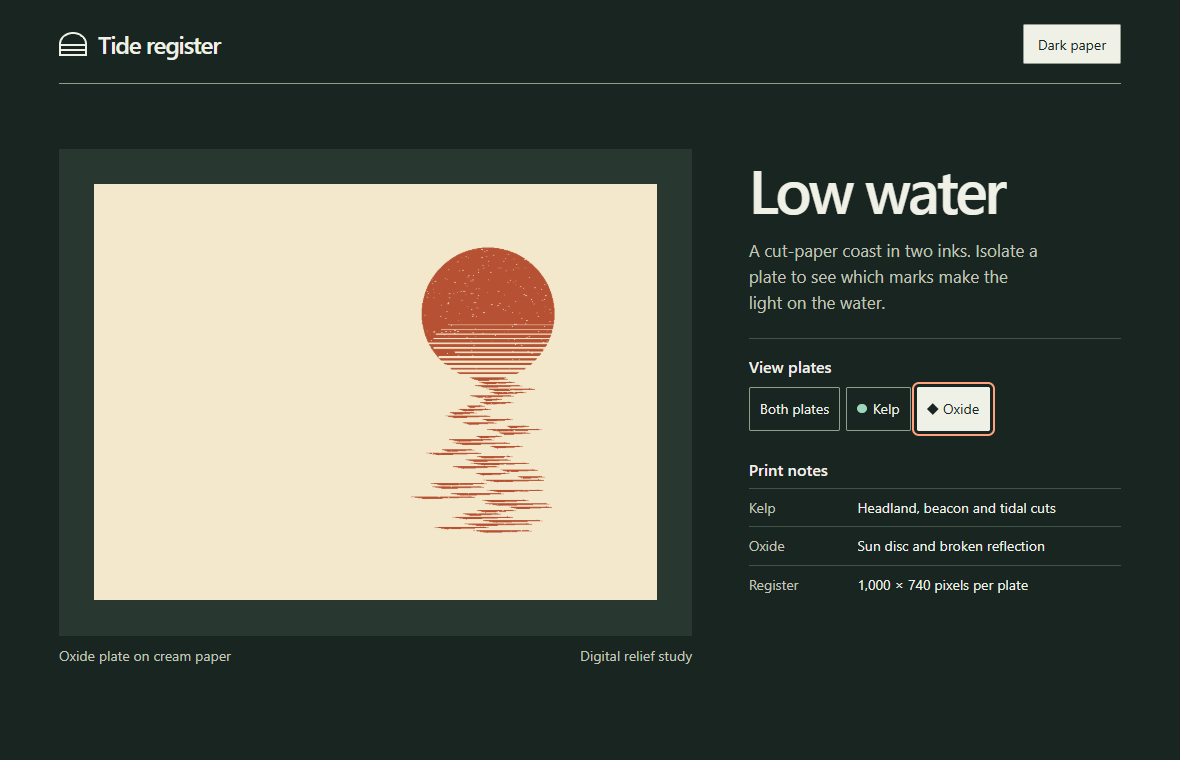 Tide register
Dark paper
Low water
A cut-paper coast in two inks. Isolate a
plate to see which marks make the
light on the water.
View plates
Both plates
Kelp
Oxide
Print notes
Kelp Headland, beacon and tidal cuts
Oxide Sun disc and broken reflection
Register 1,000 × 740 pixels per plate
Oxide plate on cream paper
Digital relief study